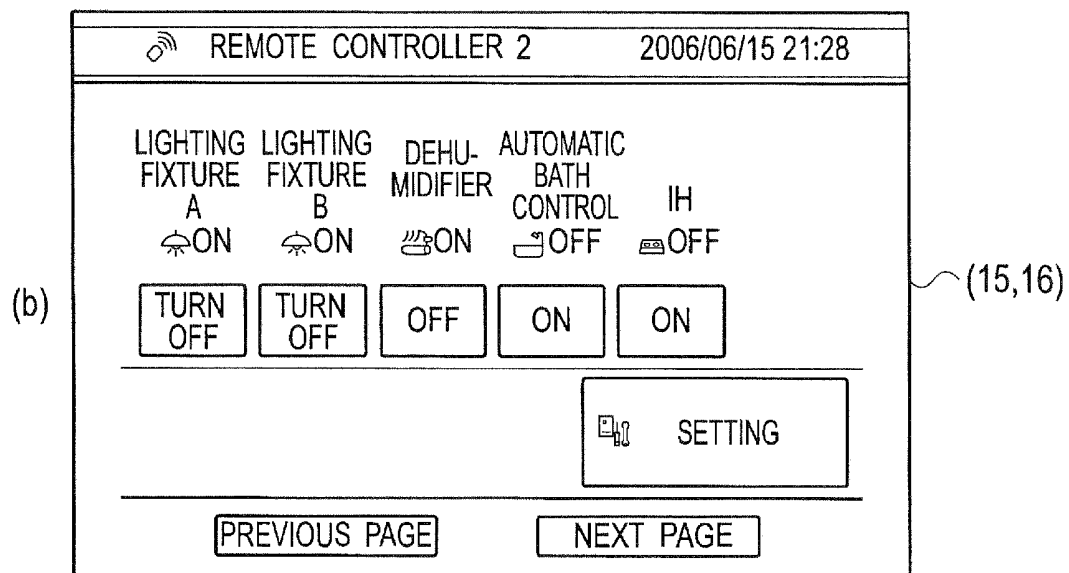 REMOTE CONTROLLER 2 2006/06/15 21:28
LIGHTING FIXTURE A
ON
LIGHTING FIXTURE B
ON
DEHU-
MIDIFIER
ON
AUTOMATIC BATH CONTROL
OFF
IH
OFF
TURN OFF
TURN OFF
OFF
ON
ON
(b)
(15,16)
SETTING
PREVIOUS PAGE
NEXT PAGE